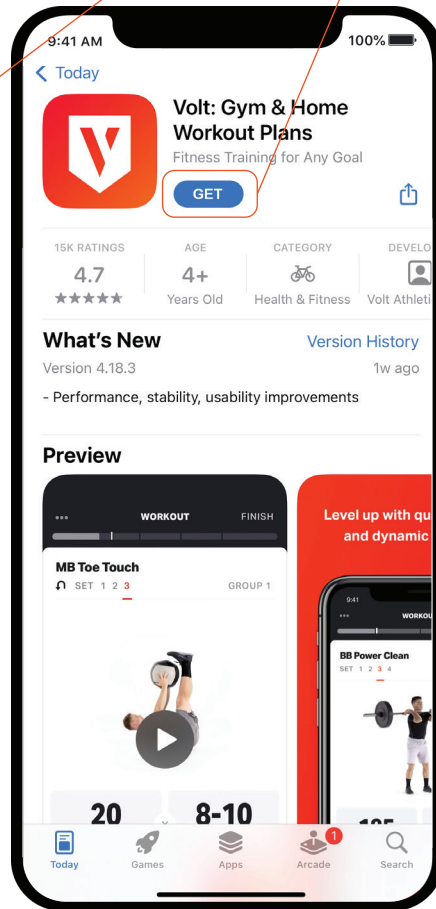 9:41 AM 100%
Today
Volt: Gym & Home
Workout Plans
Fitness Training for Any Goal
GET
15K RATINGS AGE CATEGORY DEVELO
4.7 4+
Years Old Health & Fitness Volt Athleti
What's New Version History
Version 4.18.3 1w ago
- Performance, stability, usability improvements
Preview
WORKOUT FINISH
MB Toe Touch
SET 1 2 3 GROUP 1
20 × 8-10
Level up with qu
and dynamic
9:41
WORKOU
BB Power Clean
SET 1 2 3 4
Today Games Apps Arcade 1 Search